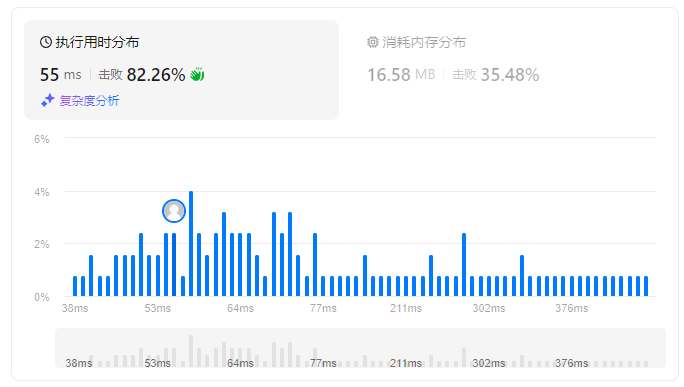 执行用时分布
55 ms 击败 82.26%
复杂度分析
消耗内存分布
16.58 MB 击败 35.48%
6%
4%
2%
0%
38ms 53ms 64ms 77ms 211ms 302ms 376ms
38ms 53ms 64ms 77ms 211ms 302ms 376ms